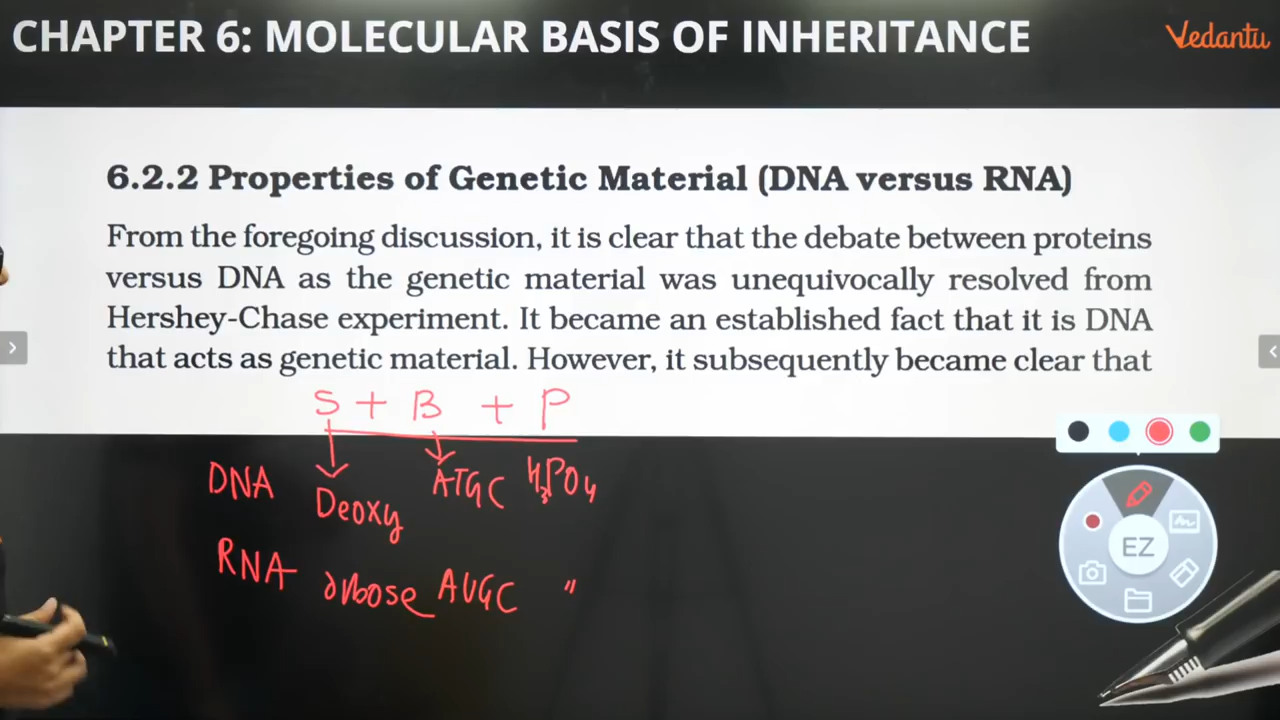 CHAPTER 6: MOLECULAR BASIS OF INHERITANCE
Vedantu
6.2.2 Properties of Genetic Material (DNA versus RNA)
From the foregoing discussion, it is clear that the debate between proteins
versus DNA as the genetic material was unequivocally resolved from
Hershey-Chase experiment. It became an established fact that it is DNA
that acts as genetic material. However, it subsequently became clear that
S + B + P
DNA Deoxy ATGC H3PO4
RNA ribose AUGC "
EZ